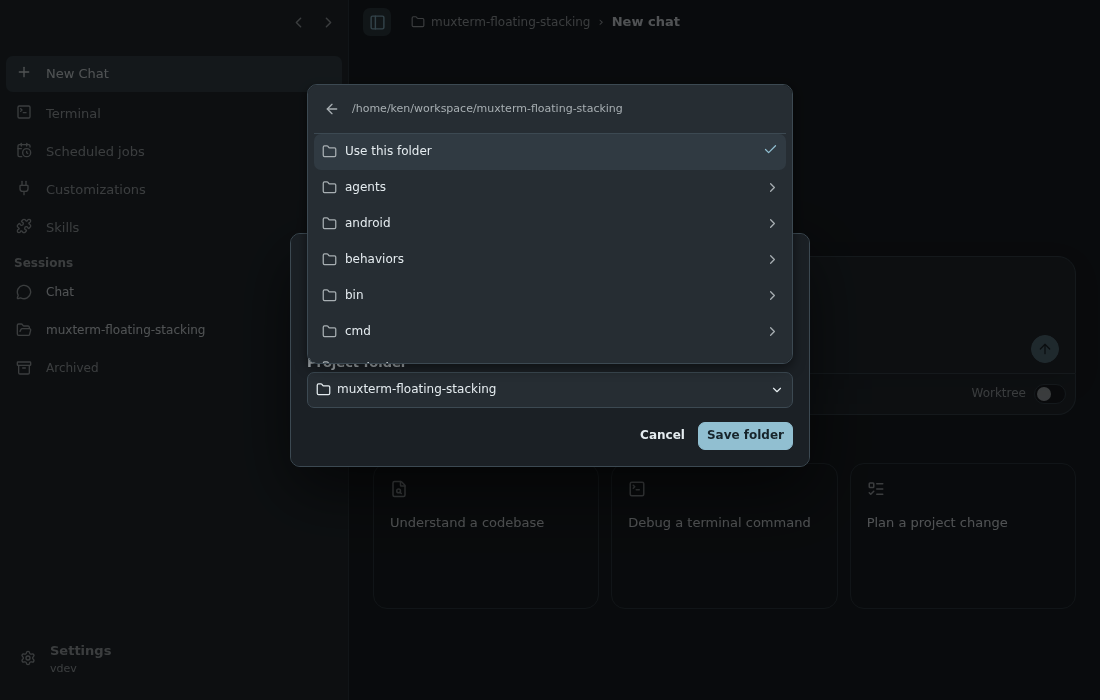 muxterm-floating-stacking › New chat
New Chat
Terminal
Scheduled jobs
Customizations
Skills
Sessions
Chat
muxterm-floating-stacking
Archived
Settings
vdev
/home/ken/workspace/muxterm-floating-stacking
Use this folder
agents
android
behaviors
bin
cmd
Project folder
muxterm-floating-stacking
Cancel
Save folder
Worktree
Understand a codebase
Debug a terminal command
Plan a project change